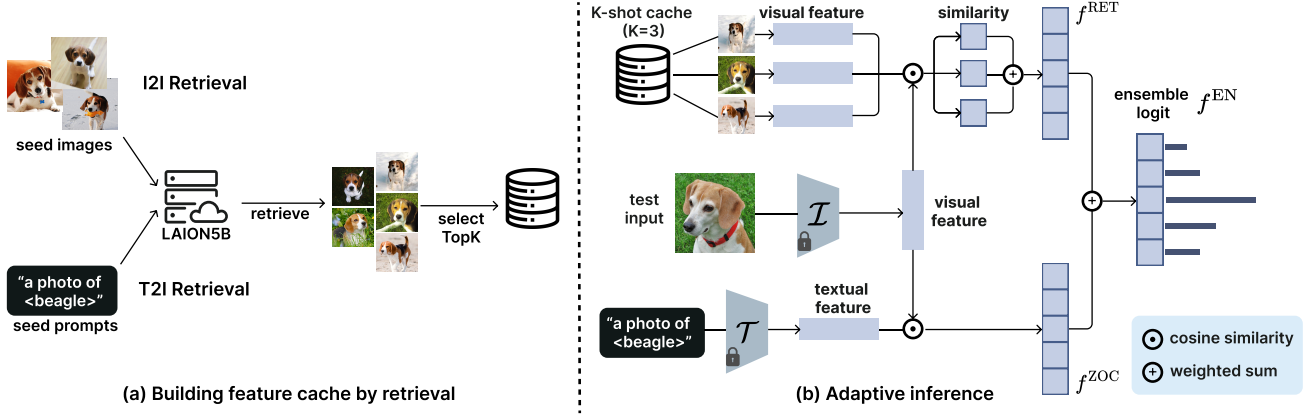 I2I Retrieval
seed images
LAION5B
retrieve
select
TopK
"a photo of
<beagle>"
seed prompts
T2I Retrieval
(a) Building feature cache by retrieval
K-shot cache
(K=3)
visual feature
similarity
f^RET
ensemble
logit
f^EN
test
input
I
visual
feature
textual
feature
"a photo of
<beagle>"
T
f^ZOC
cosine similarity
weighted sum
(b) Adaptive inference